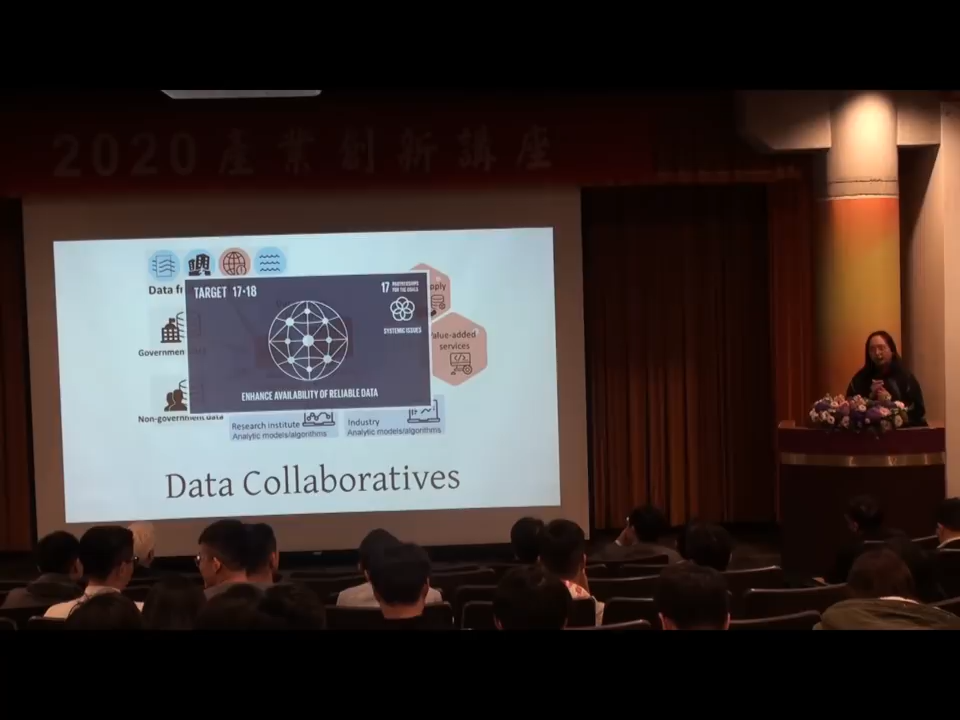 2020產業創新講座
Data fr
TARGET 17·18
17 PARTNERSHIPS
FOR THE GOALS
SYSTEMIC ISSUES
ENHANCE AVAILABILITY OF RELIABLE DATA
pply
alue-added
services
Governmen
Non-government data
Research institute
Analytic models/algorithms
Industry
Analytic models/algorithms
Data Collaboratives